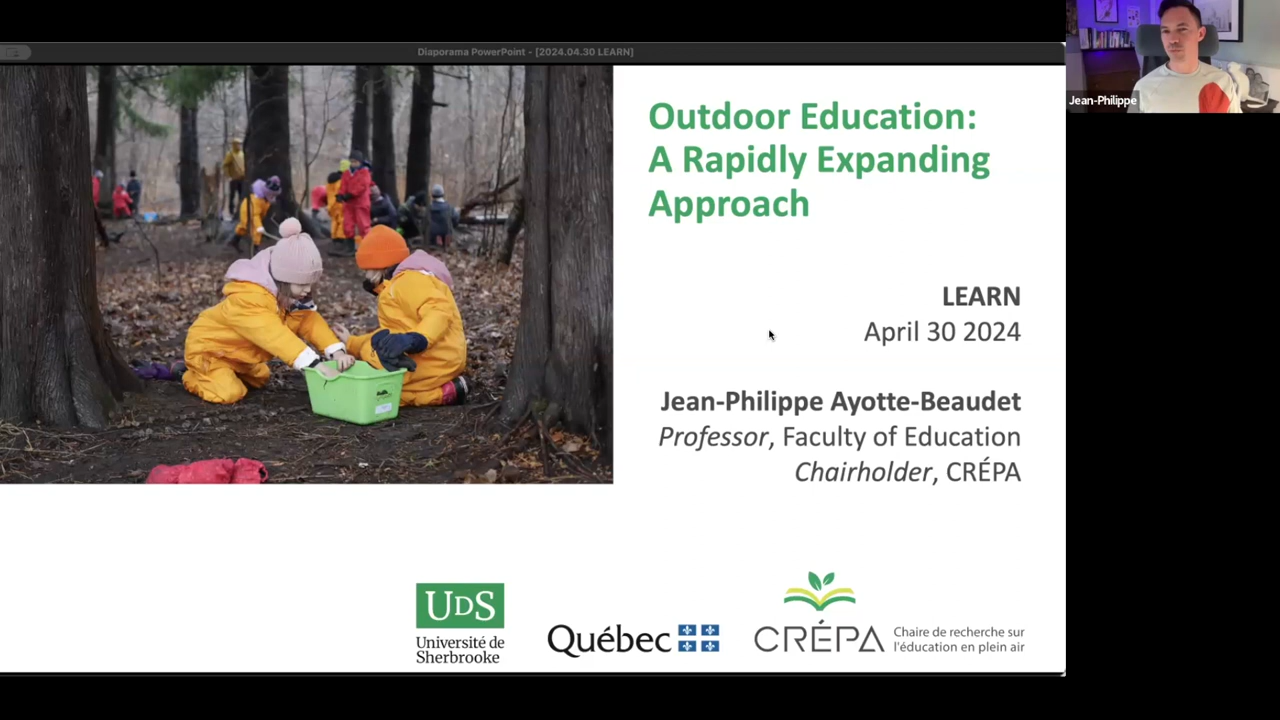 Diaporama PowerPoint - [2024.04.30 LEARN]
Jean-Philippe
Outdoor Education:
A Rapidly Expanding
Approach
LEARN
April 30 2024
Jean-Philippe Ayotte-Beaudet
Professor, Faculty of Education
Chairholder, CRÉPA
UDS
Université de
Sherbrooke
Québec
CRÉPA
Chaire de recherche sur
l'éducation en plein air